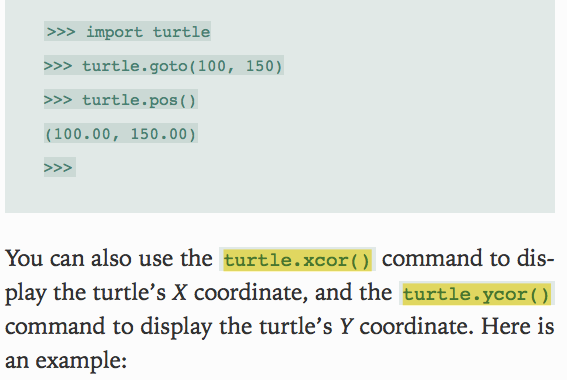 >>> import turtle
>>> turtle.goto(100, 150)
>>> turtle.pos()
(100.00, 150.00)
>>>
You can also use the turtle.xcor() command to dis-
play the turtle’s X coordinate, and the turtle.ycor()
command to display the turtle’s Y coordinate. Here is
an example: